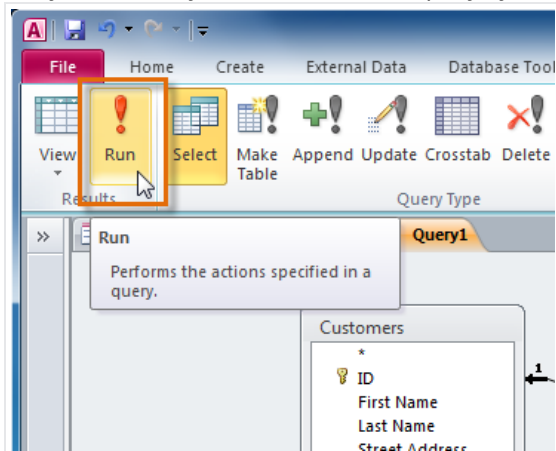 A
File Home Create External Data Database Tool
View Run Select Make Table Append Update Crosstab Delete
Results Query Type
» Query1
Run
Performs the actions specified in a
query.
Customers
*
ID
1
First Name
Last Name
Street Address